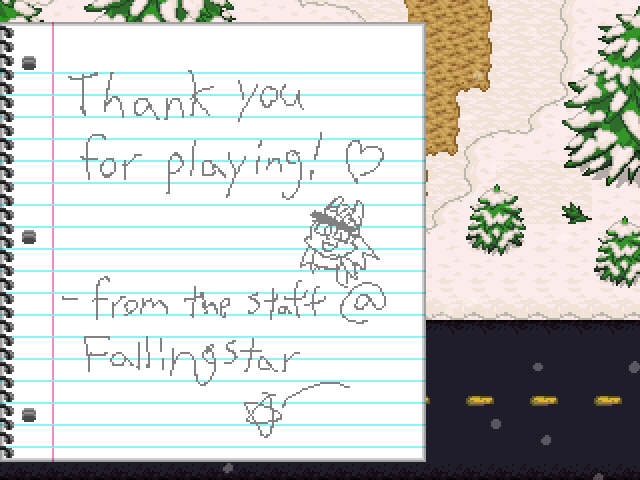 Thank you
for playing! ♡
- from the staff @
Fallingstar